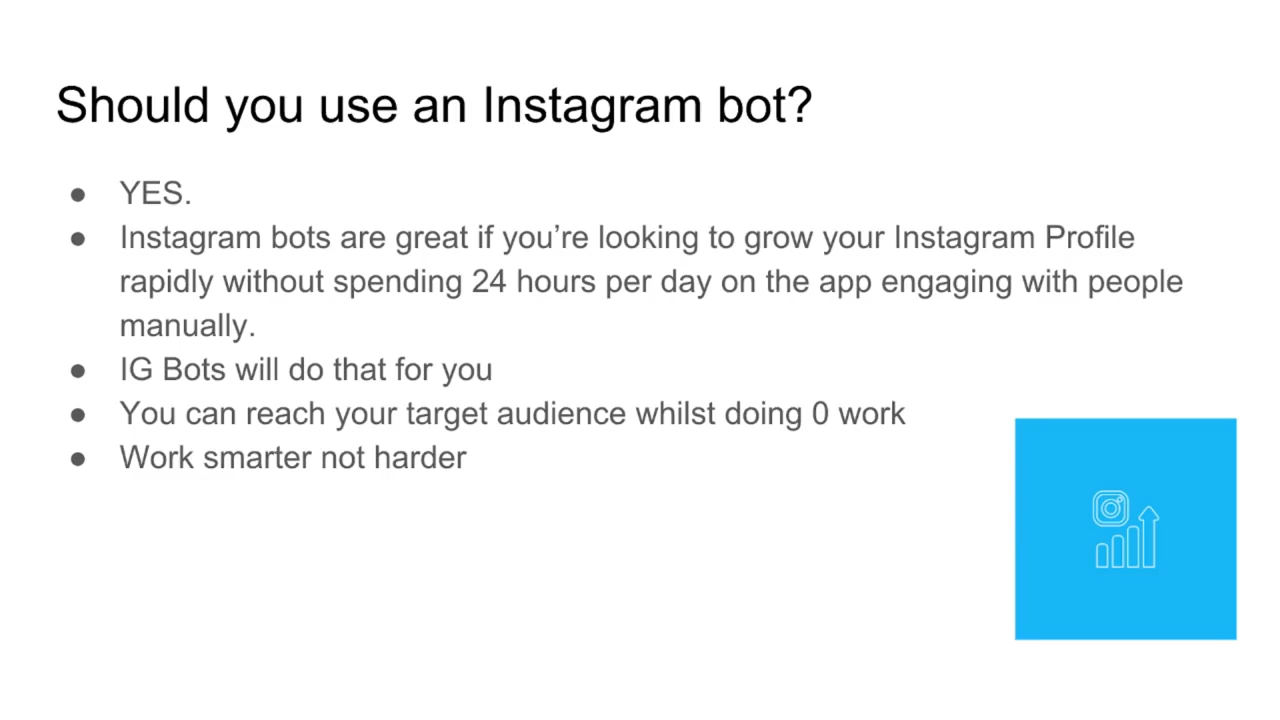 Should you use an Instagram bot?
● YES.
● Instagram bots are great if you’re looking to grow your Instagram Profile
rapidly without spending 24 hours per day on the app engaging with people
manually.
● IG Bots will do that for you
● You can reach your target audience whilst doing 0 work
● Work smarter not harder